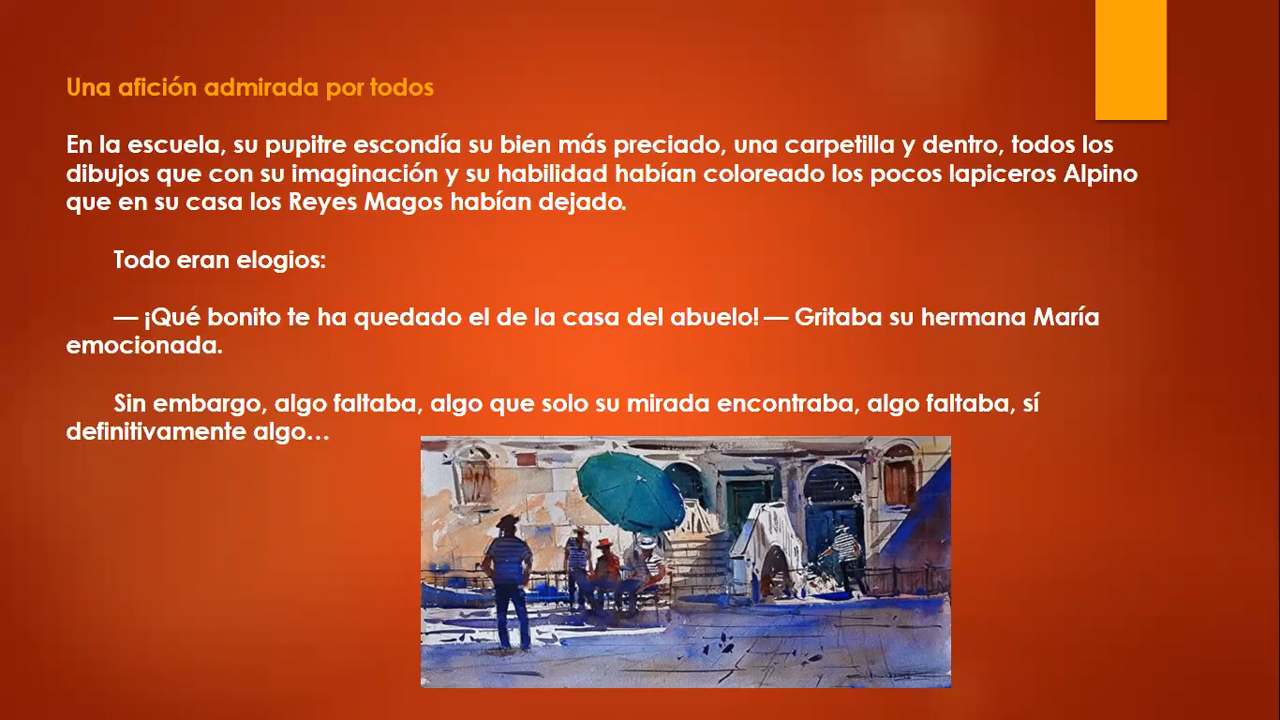 Una afición admirada por todos
En la escuela, su pupitre escondía su bien más preciado, una carpetilla y dentro, todos los
dibujos que con su imaginación y su habilidad habían coloreado los pocos lapiceros Alpino
que en su casa los Reyes Magos habían dejado.
Todo eran elogios:
— ¡Qué bonito te ha quedado el de la casa del abuelo! — Gritaba su hermana María
emocionada.
Sin embargo, algo faltaba, algo que solo su mirada encontraba, algo faltaba, sí
definitivamente algo…